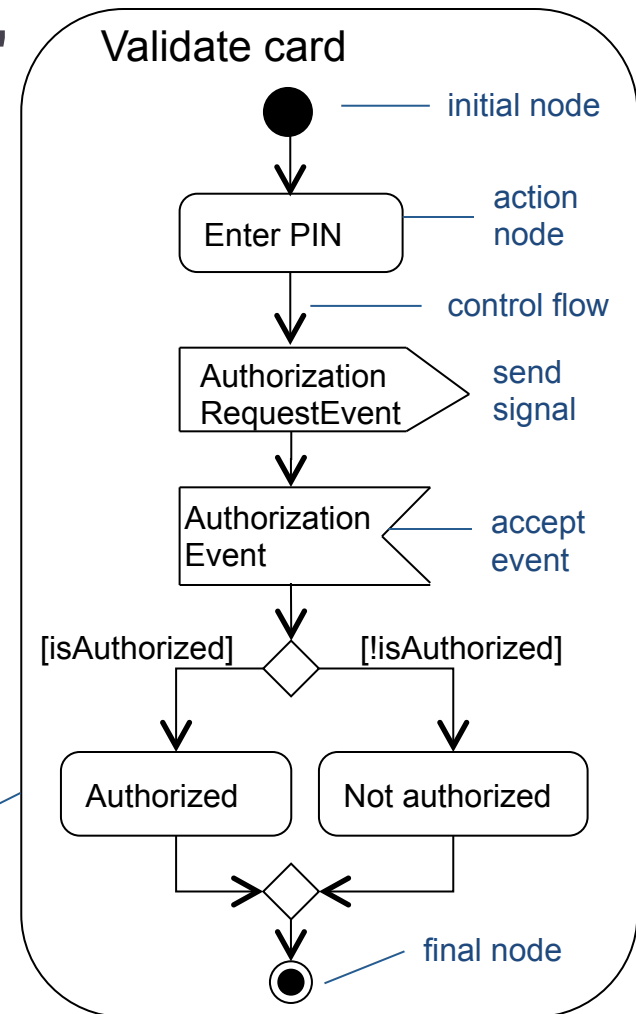 Validate card
initial node
action
node
Enter PIN
control flow
Authorization
RequestEvent
send
signal
Authorization
Event
accept
event
[isAuthorized]
[!isAuthorized]
Authorized
Not authorized
final node